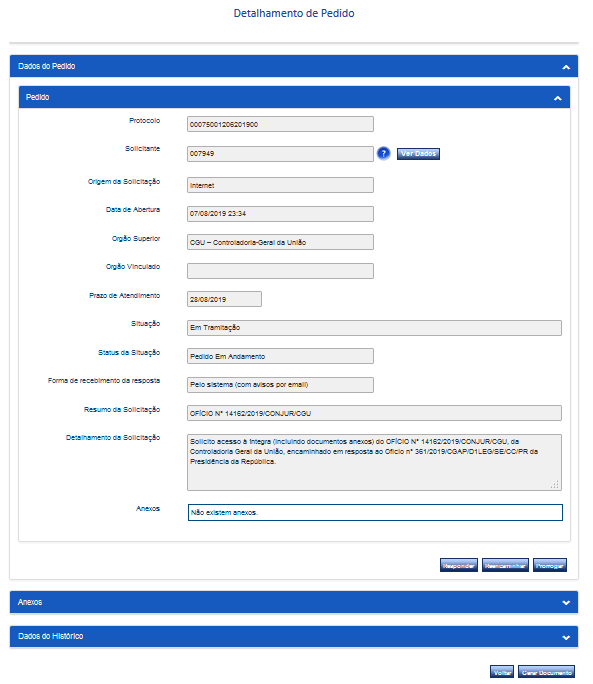 Detalhamento de Pedido
Dados do Pedido
Pedido
Protocolo 00075001206201900
Solicitante 007949 ? Ver Dados
Origem da Solicitação Internet
Data de Abertura 07/08/2019 23:34
Orgão Superior CGU – Controladoria-Geral da União
Orgão Vinculado
Prazo de Atendimento 28/08/2019
Situação Em Tramitação
Status da Situação Pedido Em Andamento
Forma de recebimento da resposta Pelo sistema (com avisos por email)
Resumo da Solicitação OFÍCIO Nº 14162/2019/CONJUR/CGU
Detalhamento da Solicitação Solicito acesso à íntegra (incluindo documentos anexos) do OFÍCIO Nº 14162/2019/CONJUR/CGU, da
Controladoria Geral da União, encaminhado em resposta ao Ofício nº 361/2019/CGAP/D1LEG/SE/CC/PR da
Presidência da República.
Anexos Não existem anexos.
Responder Reencaminhar Prorrogar
Anexos
Dados do Histórico
Voltar Gerar Documento